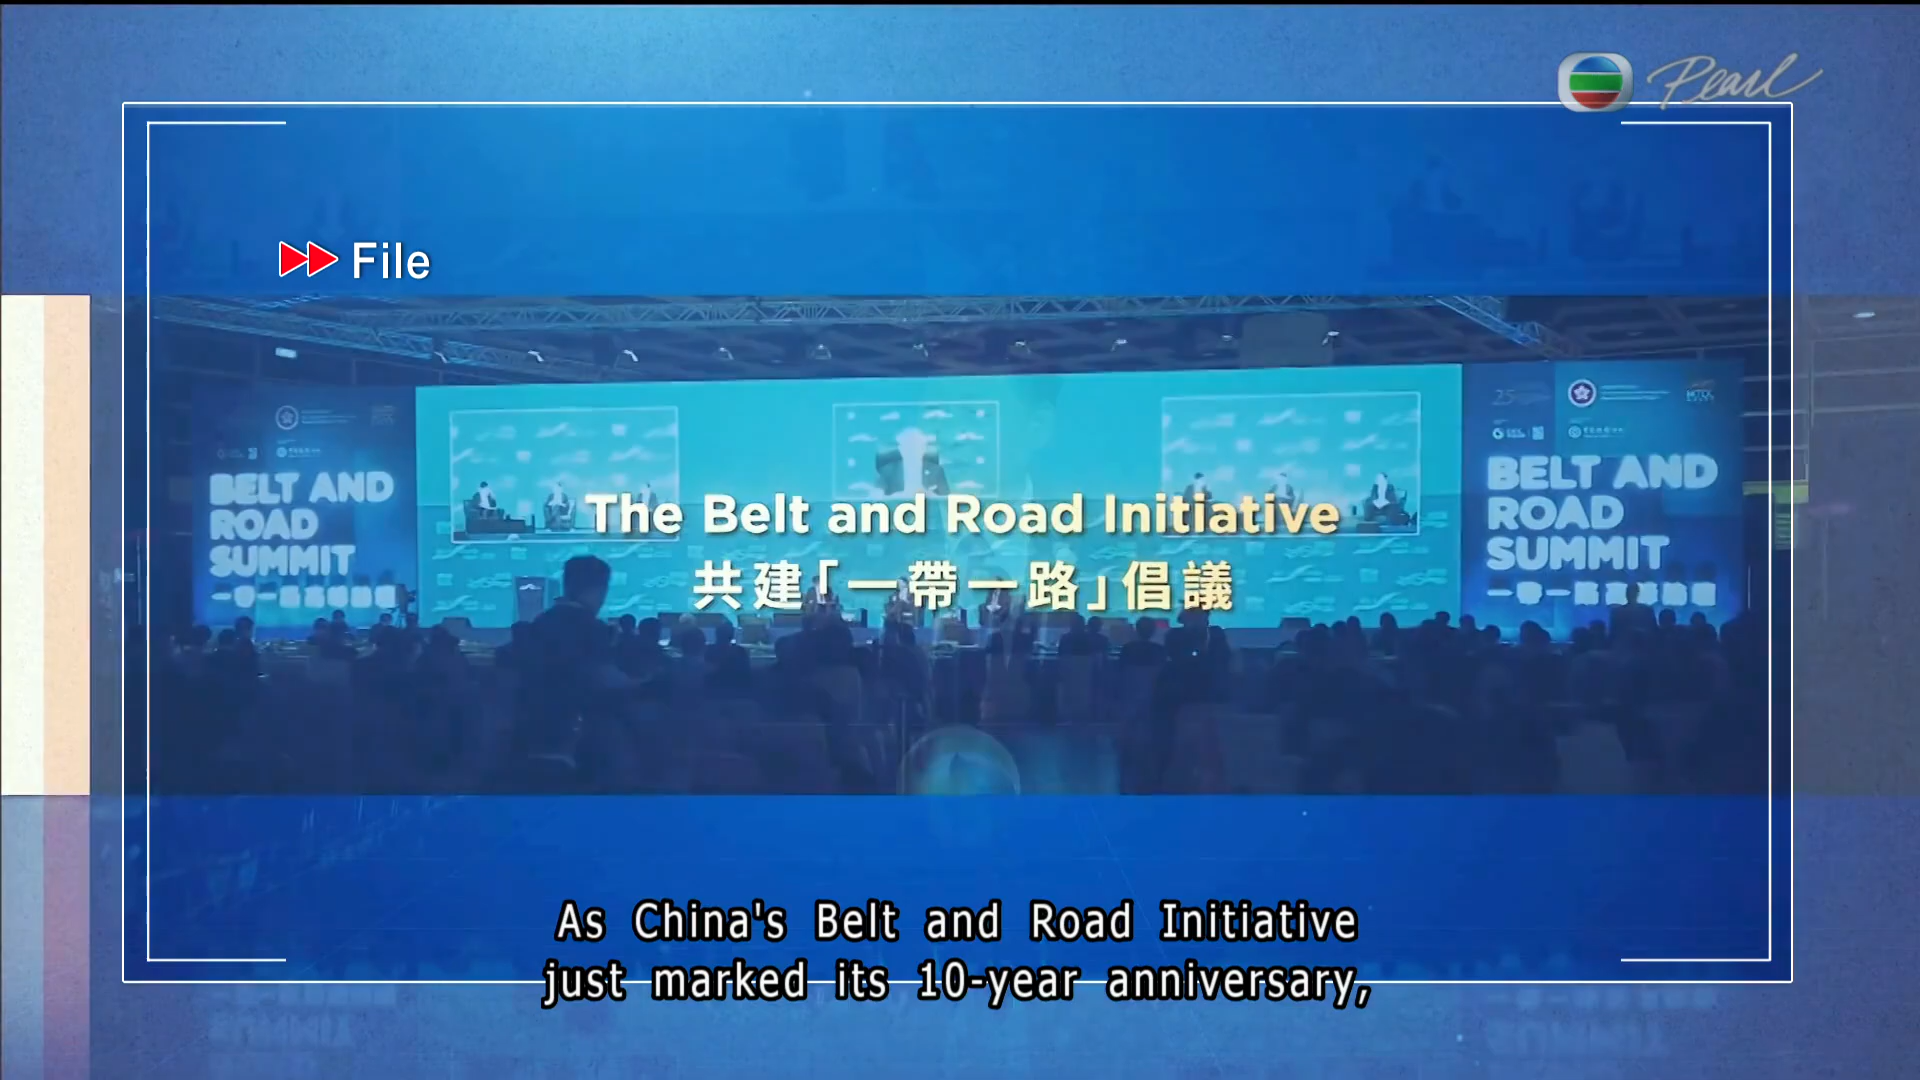 Pearl
File
BELT AND
ROAD
SUMMIT
The Belt and Road Initiative
共建「一帶一路」倡議
25
BELT AND
ROAD
SUMMIT
As China's Belt and Road Initiative
just marked its 10-year anniversary,